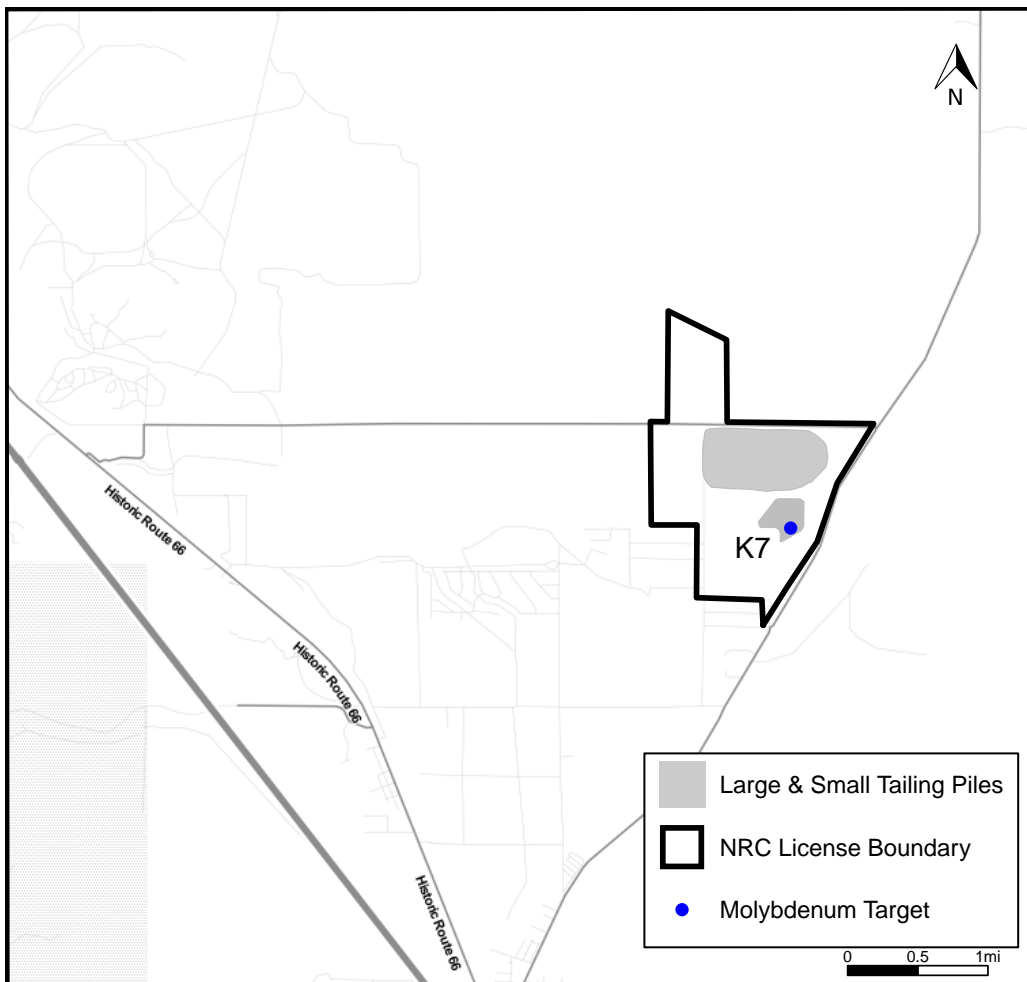 N
Historic Route 66
K7
Historic Route 66
Historic Route 66
Large & Small Tailing Piles
NRC License Boundary
Molybdenum Target
0 0.5 1mi